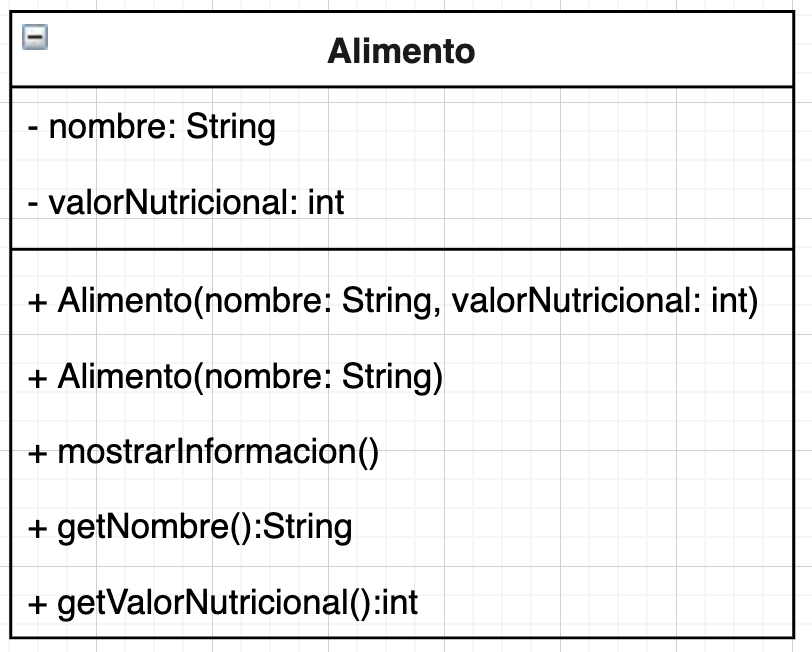 Alimento
- nombre: String
- valorNutricional: int
+ Alimento(nombre: String, valorNutricional: int)
+ Alimento(nombre: String)
+ mostrarInformacion()
+ getNombre():String
+ getValorNutricional():int